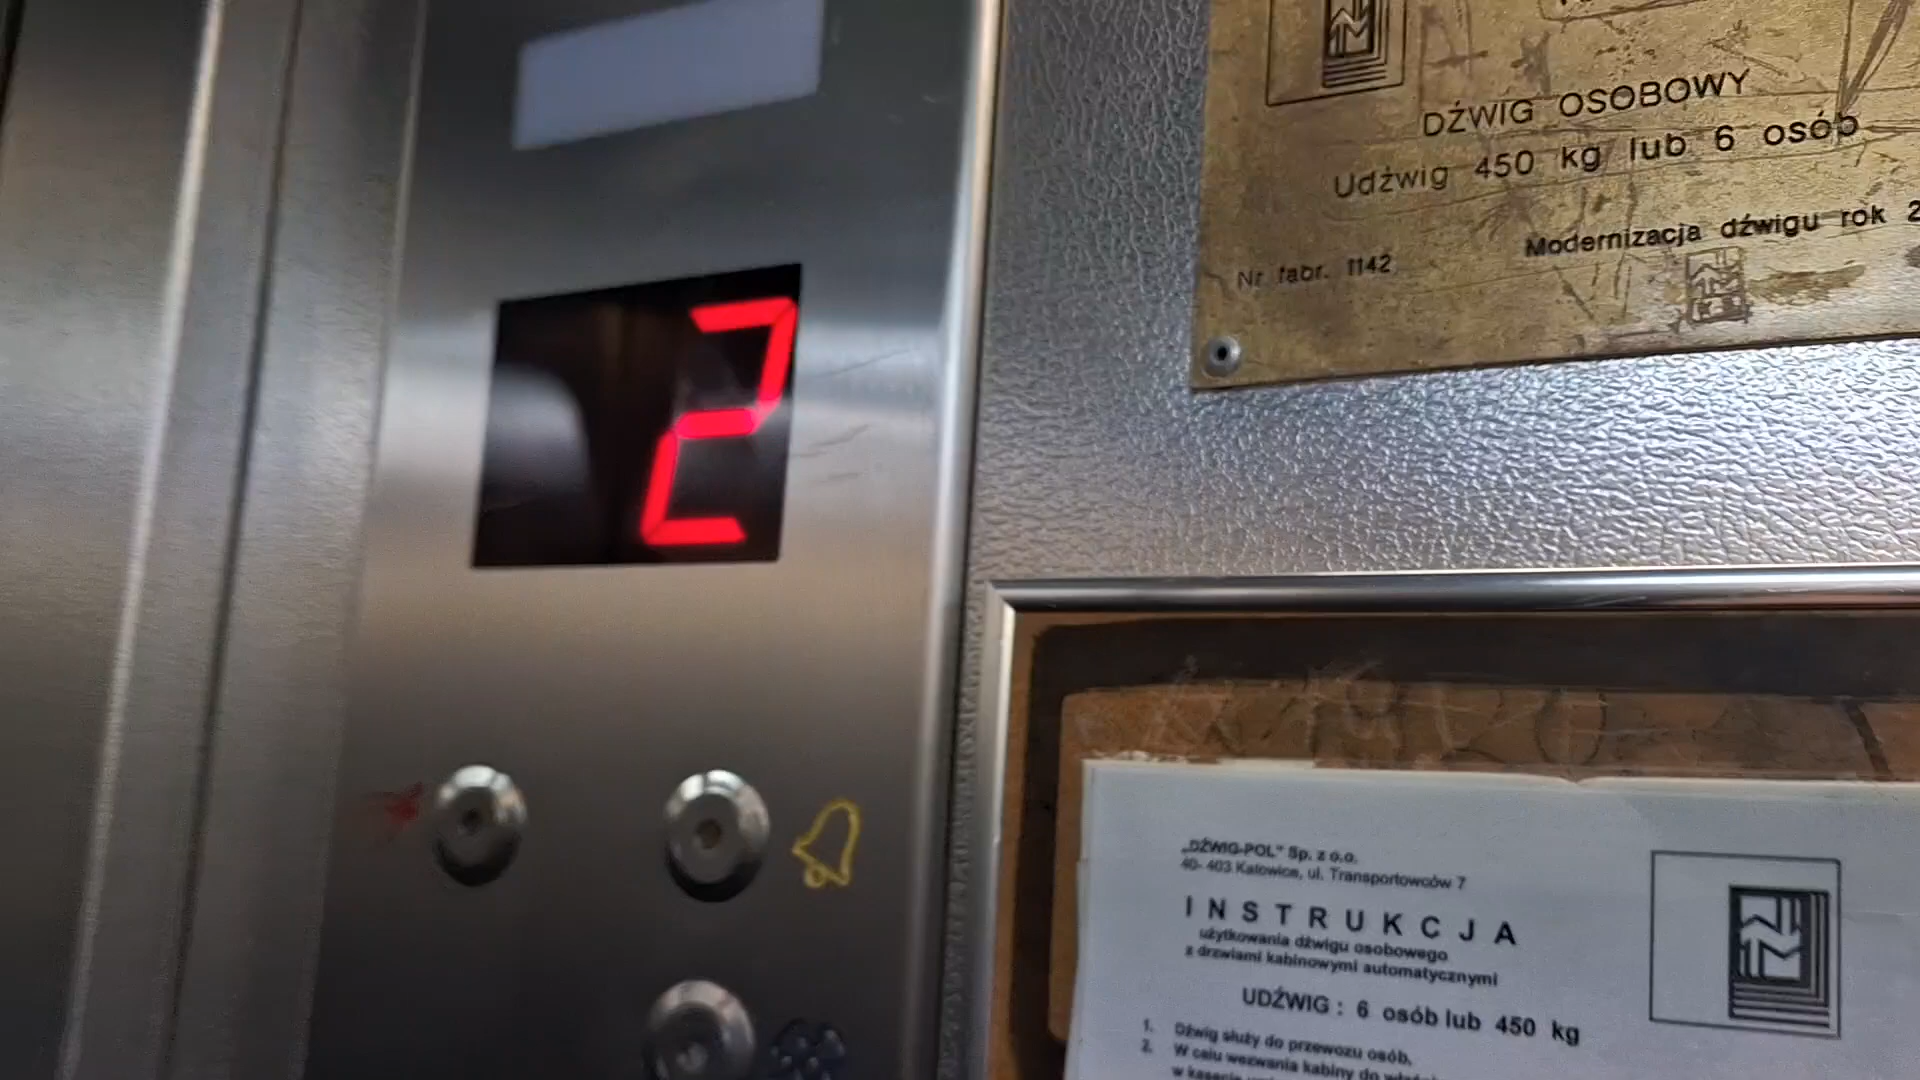 DŹWIG OSOBOWY
Udźwig 450 kg lub 6 osób
Modernizacja dźwigu rok 2
Nr fabr. 1142
2
„DŹWIG-POL" Sp. z o.o.
40-403 Katowice, ul. Transportowców 7
INSTRUKCJA
użytkowania dźwigu osobowego
z drzwiami kabinowymi automatycznymi
UDŹWIG : 6 osób lub 450 kg
1. Dźwig służy do przewozu osób.
2. W celu wezwania kabiny do